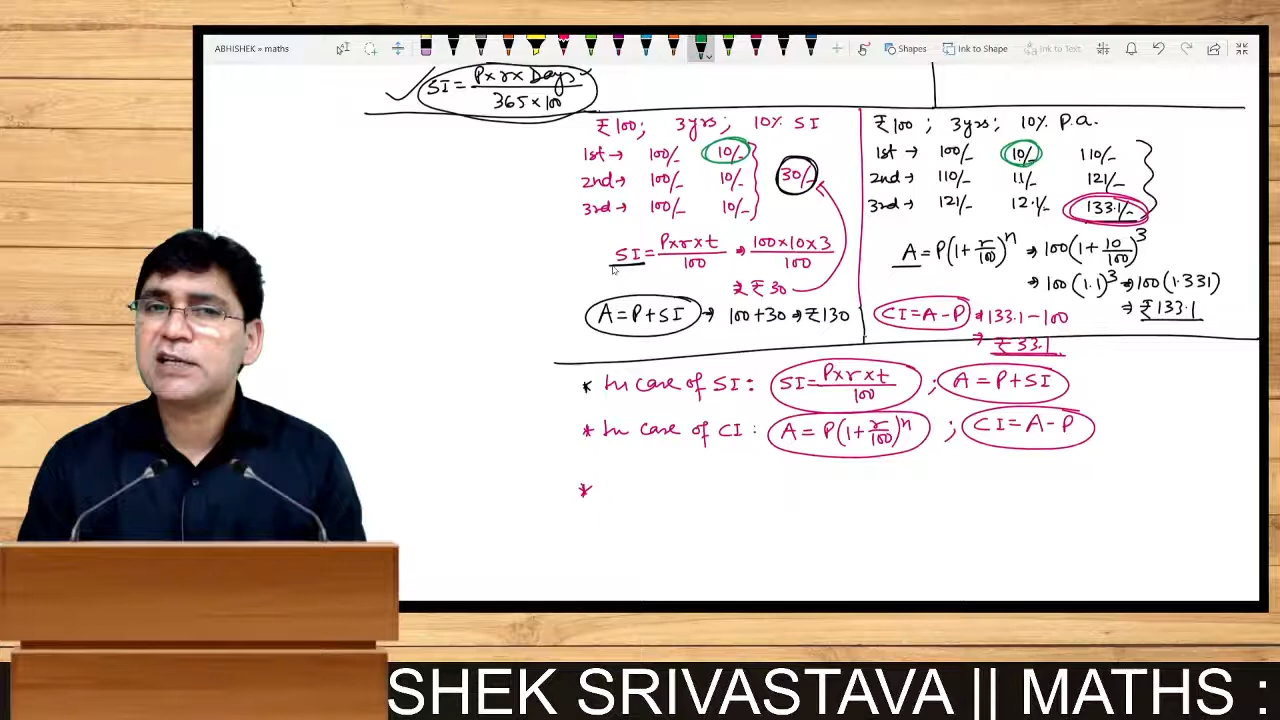 ABHISHEK » maths
Shapes
Ink to Shape
Ink to Text
SI = P×r×Days / 365×100
₹100; 3yrs; 10% SI
1st → 100/- 10/-
2nd → 100/- 10/-
3rd → 100/- 10/-
30/-
SI = P×r×t / 100 → 100×10×3 / 100
₹30
A = P+SI → 100+30 → ₹130
₹100; 3yrs; 10% P.a.
1st → 100/- 10/- 110/-
2nd → 110/- 11/- 121/-
3rd → 121/- 12.1/- 133.1/-
A = P(1+r/100)^n → 100(1+10/100)^3
→ 100(1.1)^3 → 100(1.331)
→ ₹133.1
CI = A-P → 133.1-100
→ ₹33.1
* In case of SI: SI = P×r×t / 100 ; A = P+SI
* In case of CI: A = P(1+r/100)^n ; CI = A-P
*
SHEK SRIVASTAVA || MATHS :